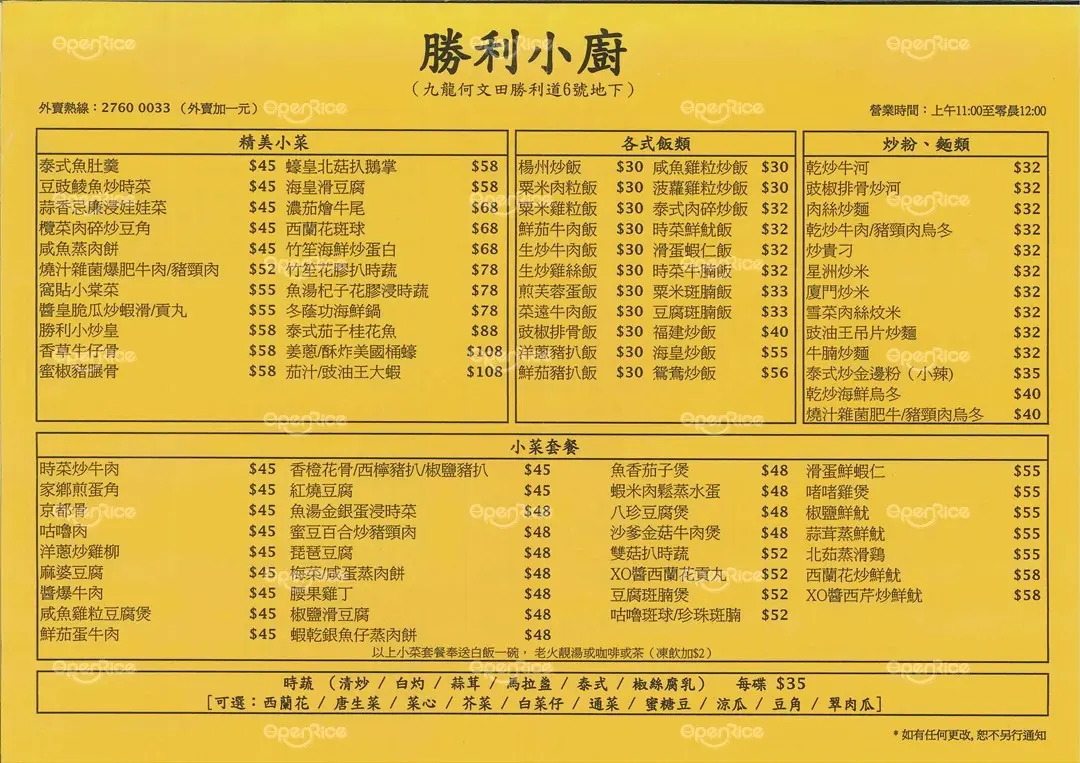 勝利小廚
(九龍何文田勝利道6號地下)
外賣熱線：2760 0033 (外賣加一元)
營業時間：上午11:00至零晨12:00
精美小菜
泰式魚肚羹 $45 蠔皇北菇扒鵝掌 $58
豆豉鯪魚炒時菜 $45 海皇滑豆腐 $58
蒜香忌廉浸娃娃菜 $45 濃茄燴牛尾 $68
欖菜肉碎炒豆角 $45 西蘭花斑球 $68
咸魚蒸肉餅 $45 竹笙海鮮炒蛋白 $68
燒汁雜菌爆肥牛肉/豬頸肉 $52 竹笙花膠扒時蔬 $78
窩貼小棠菜 $55 魚湯杞子花膠浸時蔬 $78
醬皇脆瓜炒蝦滑/貢丸 $55 冬蔭功海鮮鍋 $78
勝利小炒皇 $58 泰式茄子桂花魚 $88
香草牛仔骨 $58 姜蔥/酥炸美國桶蠔 $108
蜜椒豬腩骨 $58 茄汁/豉油王大蝦 $108
各式飯類
楊州炒飯 $30 咸魚雞粒炒飯 $30
粟米肉粒飯 $30 菠蘿雞粒炒飯 $30
粟米雞粒飯 $30 泰式肉碎炒飯 $32
鮮茄牛肉飯 $30 時菜鮮魷飯 $32
生炒牛肉飯 $30 滑蛋蝦仁飯 $32
生炒雞絲飯 $30 時菜牛腩飯 $32
煎芙蓉蛋飯 $30 粟米斑腩飯 $33
菜遠牛肉飯 $30 豆腐斑腩飯 $33
豉椒排骨飯 $30 福建炒飯 $40
洋蔥豬扒飯 $30 海皇炒飯 $55
鮮茄豬扒飯 $30 鴛鴦炒飯 $56
炒粉、麵類
乾炒牛河 $32
豉椒排骨炒河 $32
肉絲炒麵 $32
乾炒牛肉/豬頸肉烏冬 $32
炒貴刁 $32
星洲炒米 $32
廈門炒米 $32
雪菜肉絲炆米 $32
豉油王吊片炒麵 $32
牛腩炒麵 $32
泰式炒金邊粉 (小辣) $35
乾炒海鮮烏冬 $40
燒汁雜菌肥牛/豬頸肉烏冬 $40
小菜套餐
時菜炒牛肉 $45 香橙花骨/西檸豬扒/椒鹽豬扒 $45 魚香茄子煲 $48 滑蛋鮮蝦仁 $55
家鄉煎蛋角 $45 紅燒豆腐 $45 蝦米肉鬆蒸水蛋 $48 啫啫雞煲 $55
京都骨 $45 魚湯金銀蛋浸時菜 $48 八珍豆腐煲 $48 椒鹽鮮魷 $55
咕嚕肉 $45 蜜豆百合炒豬頸肉 $48 沙爹金菇牛肉煲 $48 蒜茸蒸鮮魷 $55
洋蔥炒雞柳 $45 琵琶豆腐 $48 雙菇扒時蔬 $52 北茄蒸滑鷄 $55
麻婆豆腐 $45 梅菜/咸蛋蒸肉餅 $48 XO醬西蘭花貢丸 $52 西蘭花炒鮮魷 $58
醬爆牛肉 $45 腰果雞丁 $48 豆腐斑腩煲 $52 XO醬西芹炒鮮魷 $58
咸魚雞粒豆腐煲 $45 椒鹽滑豆腐 $48 咕嚕斑球/珍珠斑腩 $52
鮮茄蛋牛肉 $45 蝦乾銀魚仔蒸肉餅 $48
以上小菜套餐奉送白飯一碗， 老火靚湯或咖啡或茶 (凍飲加$2)
時蔬 (清炒 / 白灼 / 蒜茸 / 馬拉盞 / 泰式 / 椒絲腐乳) 每碟 $35
[可選：西蘭花 / 唐生菜 / 菜心 / 芥菜 / 白菜仔 / 通菜 / 蜜糖豆 / 涼瓜 / 豆角 / 翠肉瓜]
* 如有任何更改, 恕不另行通知